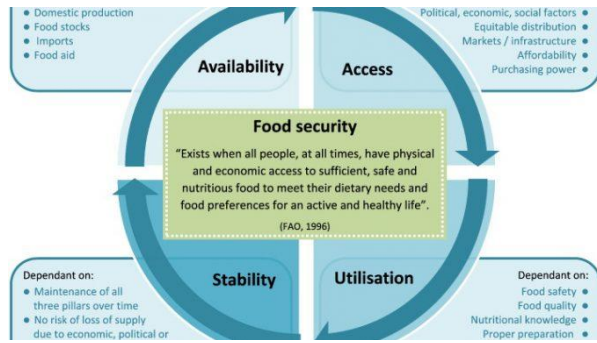 • Domestic production
• Food stocks
• Imports
• Food aid
Political, economic, social factors •
Equitable distribution •
Markets / infrastructure •
Affordability •
Purchasing power •
Availability
Access
Food security
“Exists when all people, at all times, have physical
and economic access to sufficient, safe and
nutritious food to meet their dietary needs and
food preferences for an active and healthy life”.
(FAO, 1996)
Stability
Utilisation
Dependant on:
• Maintenance of all
three pillars over time
• No risk of loss of supply
due to economic, political or
Dependant on:
Food safety •
Food quality •
Nutritional knowledge •
Proper preparation •